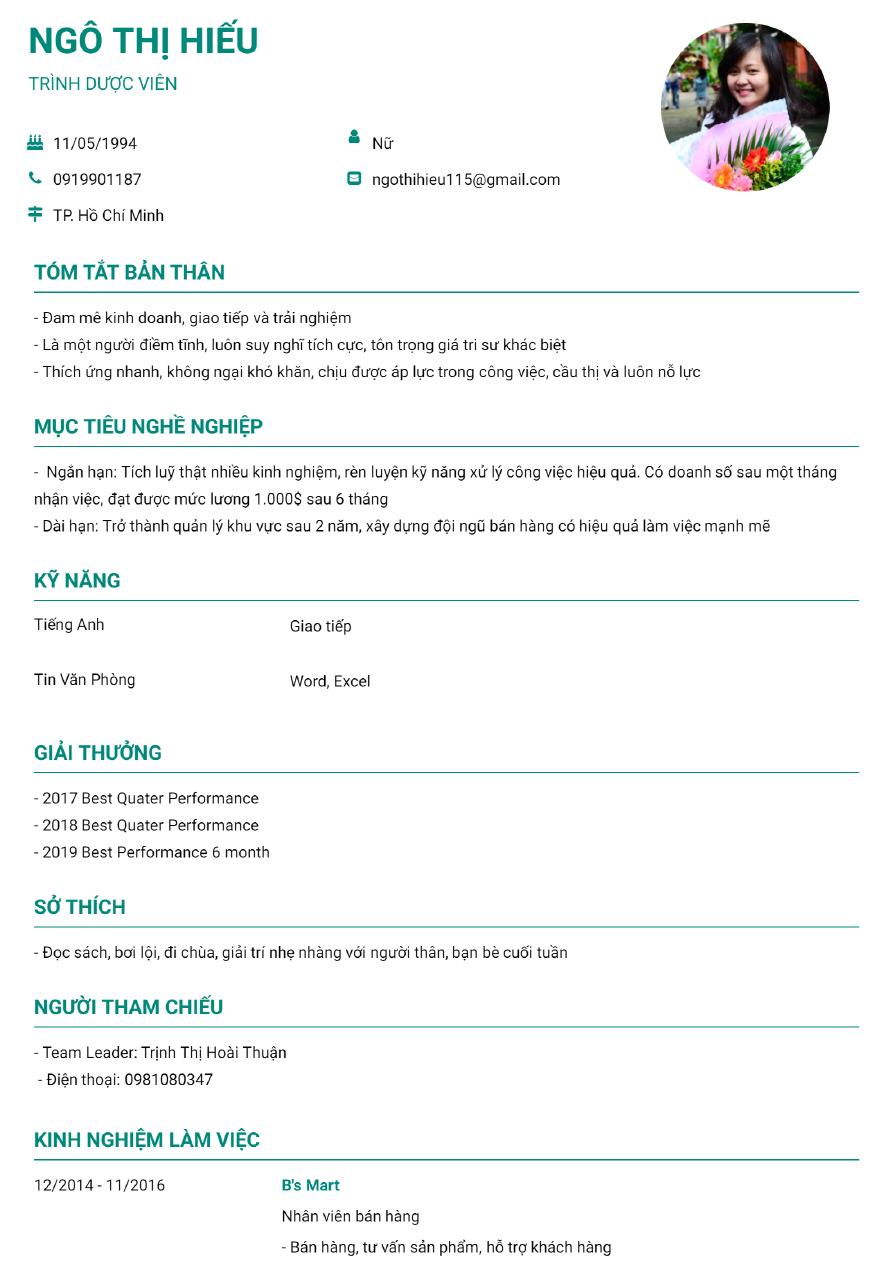 NGÔ THỊ HIẾU
TRÌNH DƯỢC VIÊN
11/05/1994
Nữ
0919901187
ngothihieu115@gmail.com
TP. Hồ Chí Minh
TÓM TẮT BẢN THÂN
- Đam mê kinh doanh, giao tiếp và trải nghiệm
- Là một người điềm tĩnh, luôn suy nghĩ tích cực, tôn trọng giá tri sư khác biệt
- Thích ứng nhanh, không ngại khó khăn, chịu được áp lực trong công việc, cầu thị và luôn nỗ lực
MỤC TIÊU NGHỀ NGHIỆP
- Ngắn hạn: Tích luỹ thật nhiều kinh nghiệm, rèn luyện kỹ năng xử lý công việc hiệu quả. Có doanh số sau một tháng
nhận việc, đạt được mức lương 1.000$ sau 6 tháng
- Dài hạn: Trở thành quản lý khu vực sau 2 năm, xây dựng đội ngũ bán hàng có hiệu quả làm việc mạnh mẽ
KỸ NĂNG
Tiếng Anh
Giao tiếp
Tin Văn Phòng
Word, Excel
GIẢI THƯỞNG
- 2017 Best Quater Performance
- 2018 Best Quater Performance
- 2019 Best Performance 6 month
SỞ THÍCH
- Đọc sách, bơi lội, đi chùa, giải trí nhẹ nhàng với người thân, bạn bè cuối tuần
NGƯỜI THAM CHIẾU
- Team Leader: Trịnh Thị Hoài Thuận
- Điện thoại: 0981080347
KINH NGHIỆM LÀM VIỆC
12/2014 - 11/2016
B's Mart
Nhân viên bán hàng
- Bán hàng, tư vấn sản phẩm, hỗ trợ khách hàng